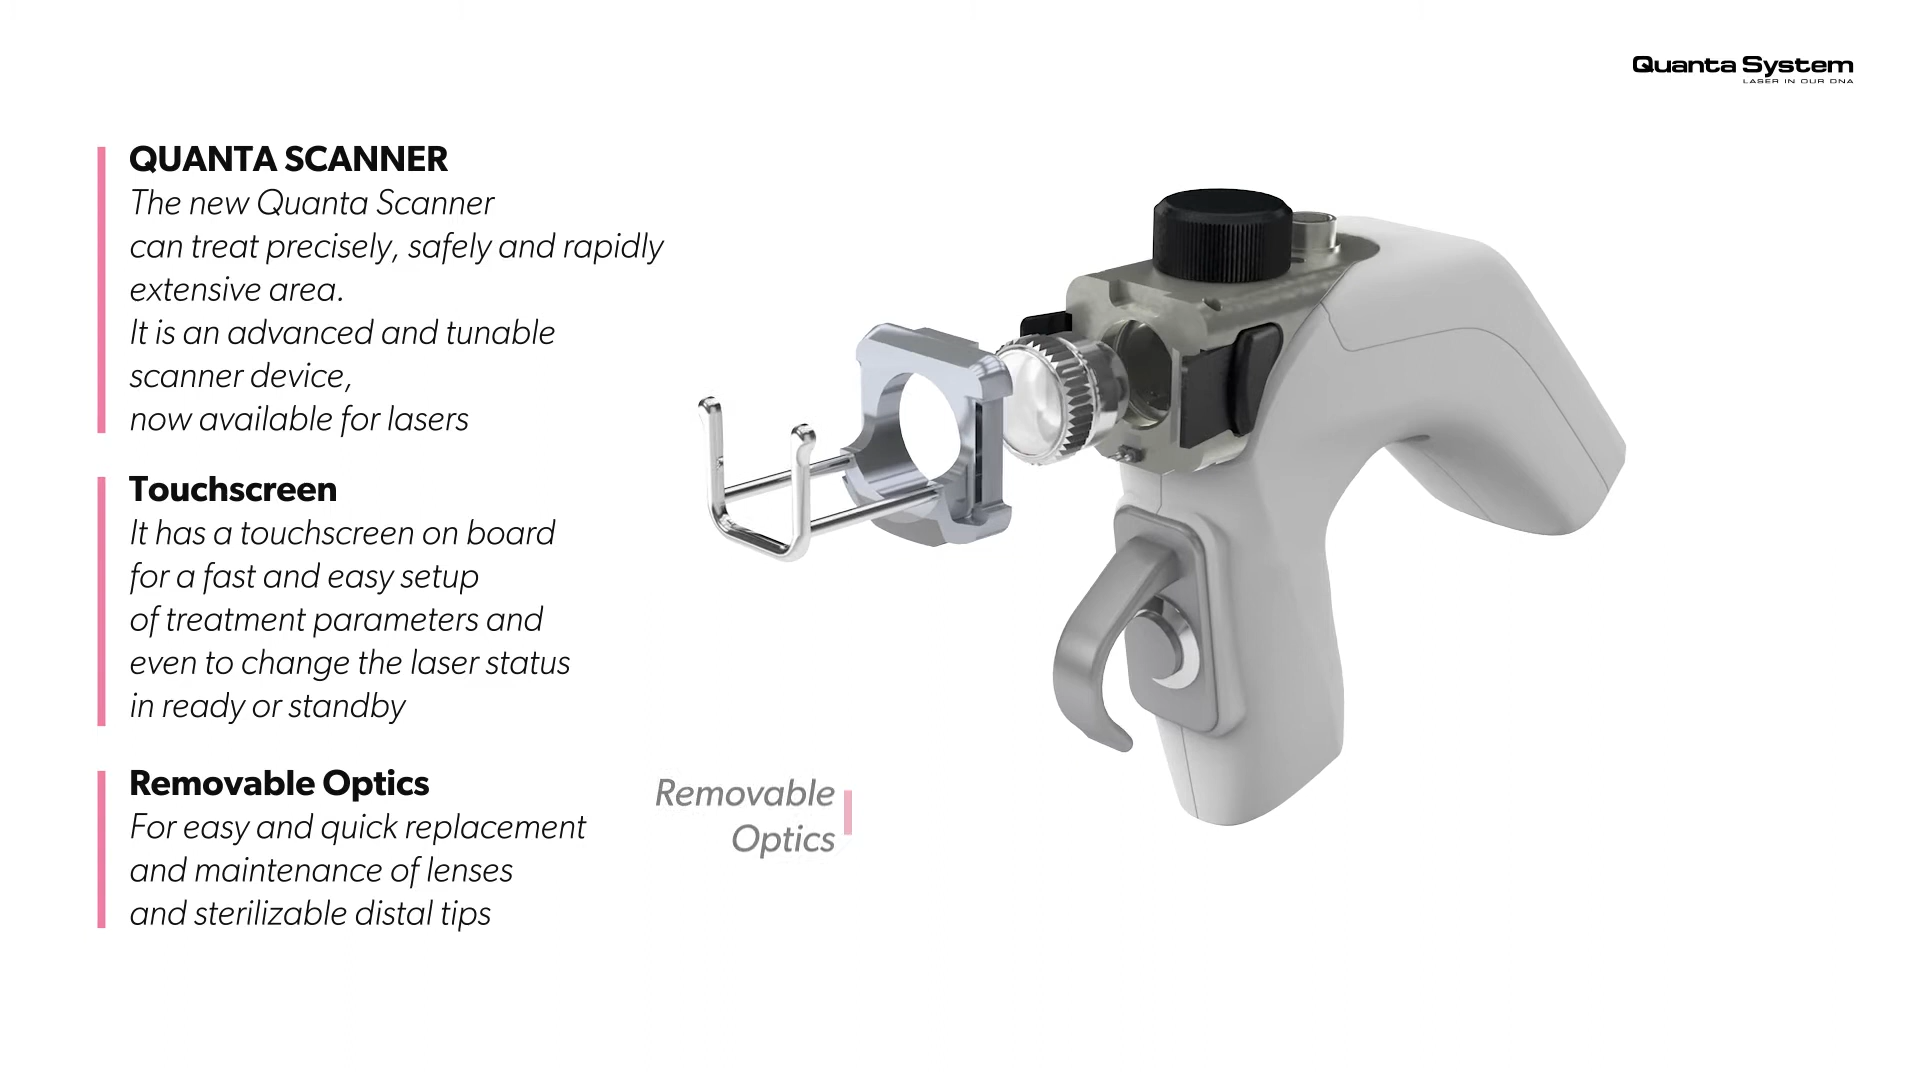 Quanta System
LASER IN OUR DNA
QUANTA SCANNER
The new Quanta Scanner
can treat precisely, safely and rapidly
extensive area.
It is an advanced and tunable
scanner device,
now available for lasers
Touchscreen
It has a touchscreen on board
for a fast and easy setup
of treatment parameters and
even to change the laser status
in ready or standby
Removable Optics
For easy and quick replacement
and maintenance of lenses
and sterilizable distal tips
Removable
Optics